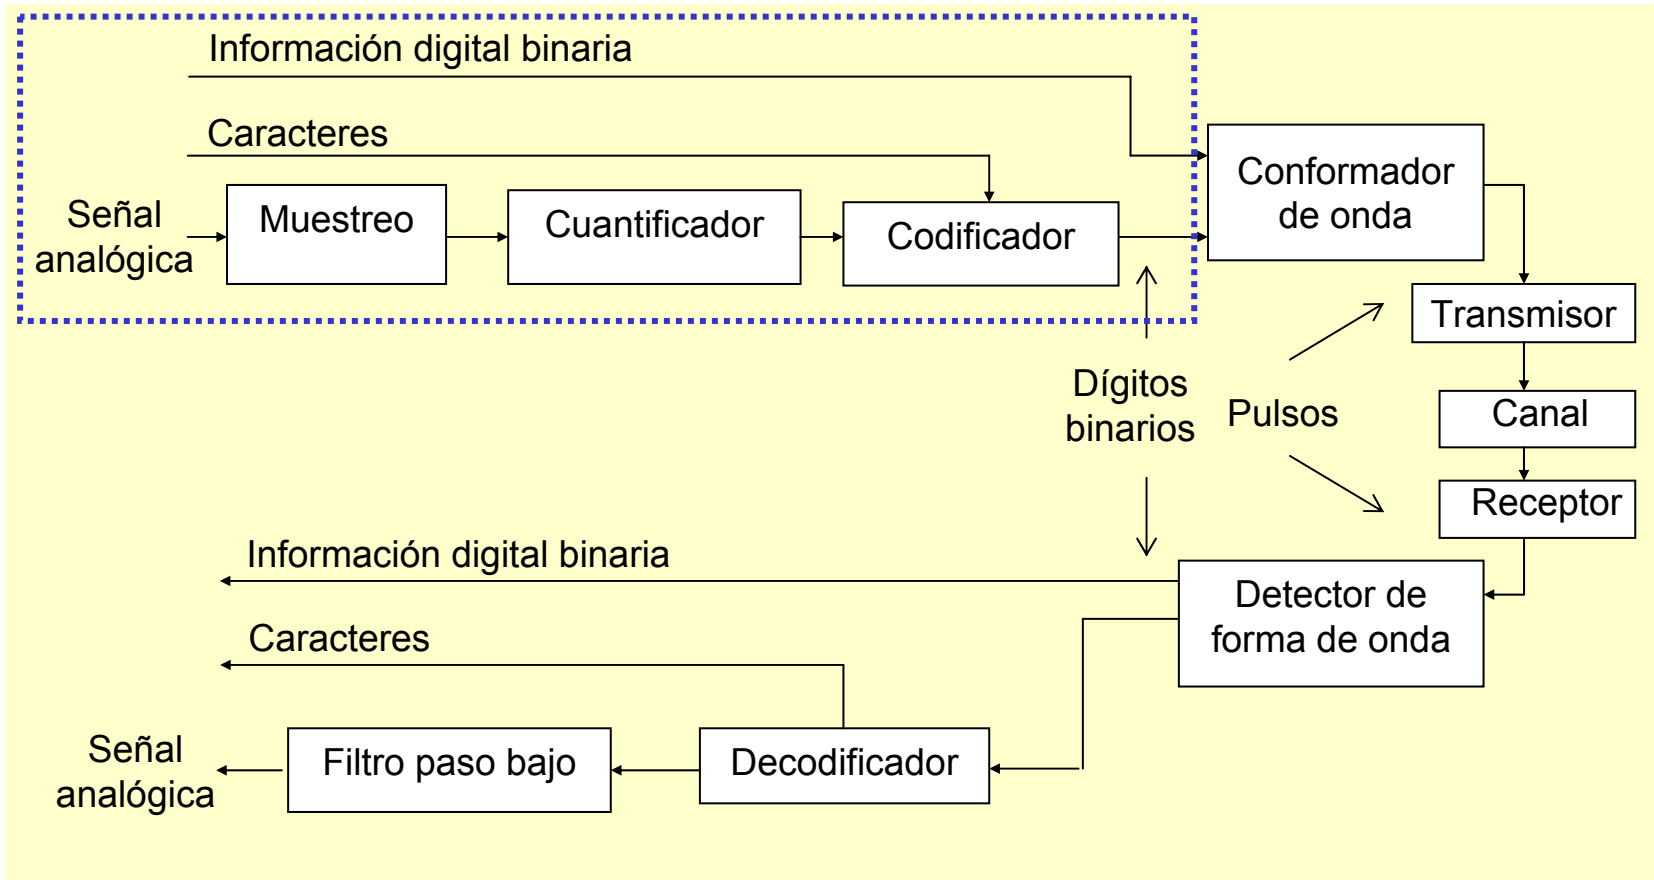 Información digital binaria
Caracteres
Señal
analógica
Muestreo
Cuantificador
Codificador
Conformador
de onda
Transmisor
Dígitos
binarios
Pulsos
Canal
Receptor
Información digital binaria
Detector de
forma de onda
Caracteres
Señal
analógica
Filtro paso bajo
Decodificador